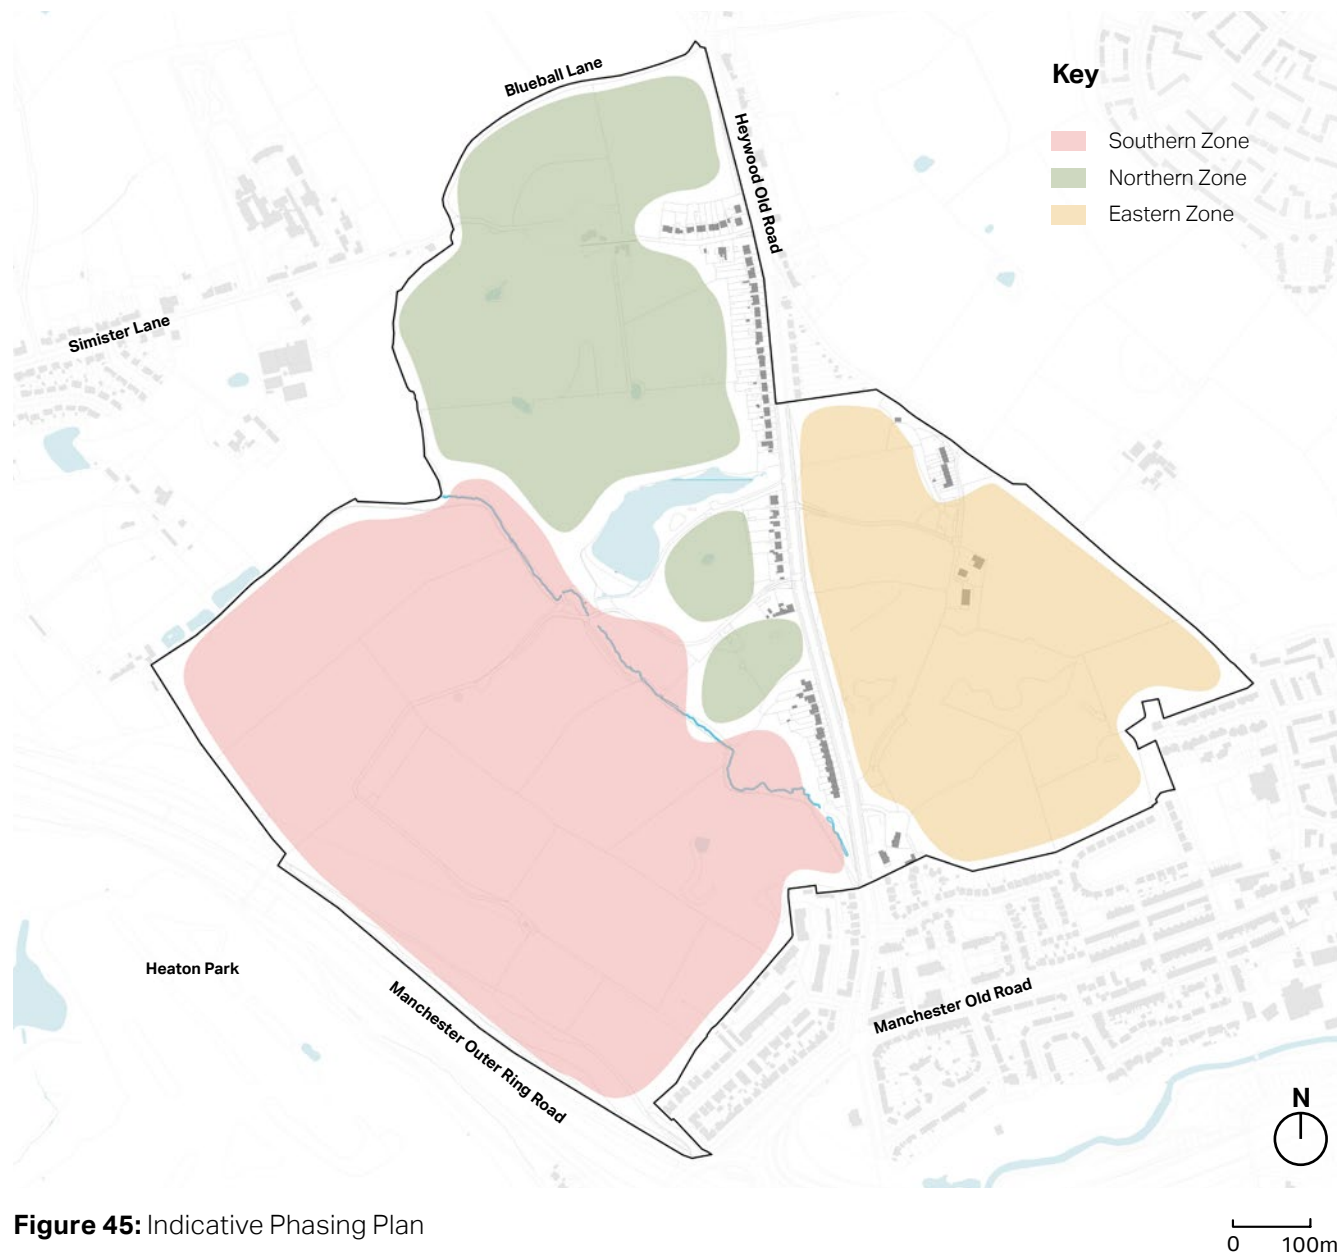 Blueball Lane
Heywood Old Road
Key
Southern Zone
Northern Zone
Eastern Zone
Simister Lane
Heaton Park
Manchester Outer Ring Road
Manchester Old Road
N
Figure 45: Indicative Phasing Plan
0 100m